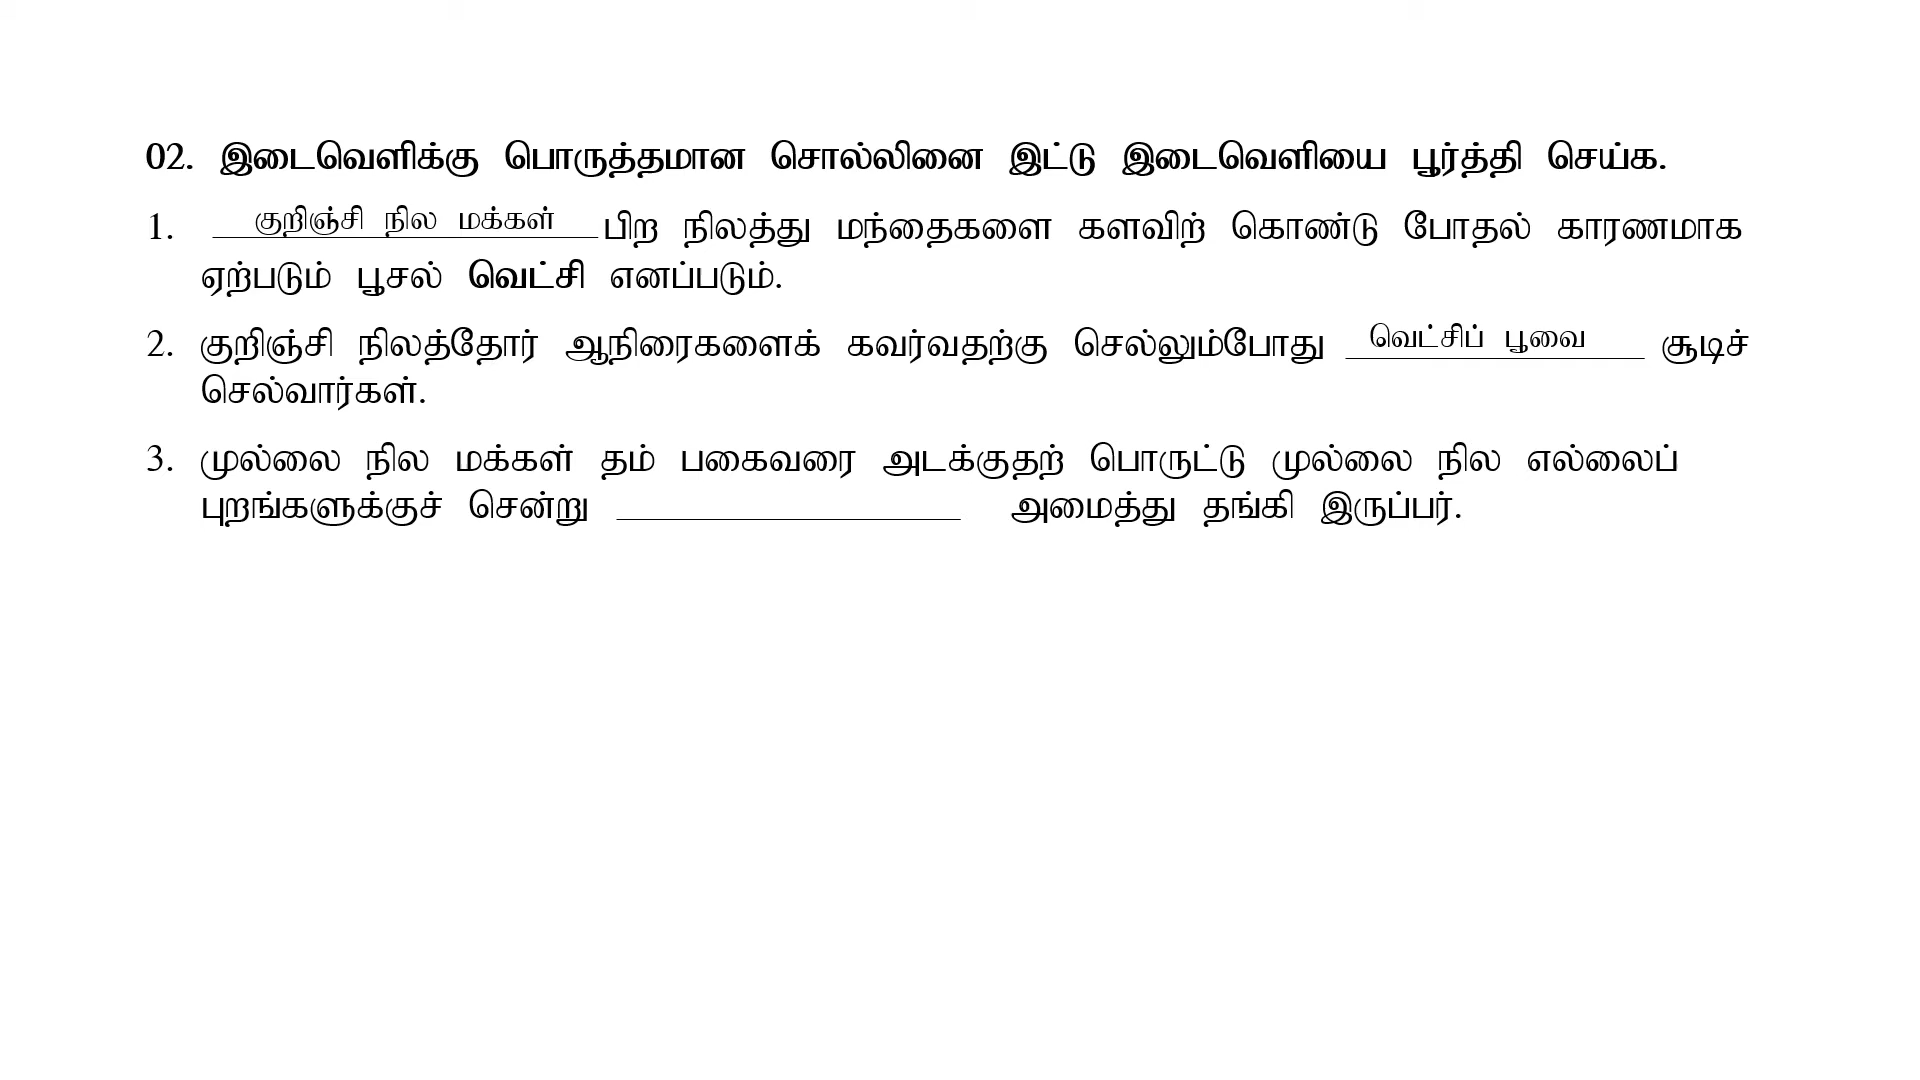 02. இடைவெளிக்கு பொருத்தமான சொல்லினை இட்டு இடைவெளியை பூர்த்தி செய்க.
1. குறிஞ்சி நில மக்கள் பிற நிலத்து மந்தைகளை களவிற் கொண்டு போதல் காரணமாக
ஏற்படும் பூசல் வெட்சி எனப்படும்.
2. குறிஞ்சி நிலத்தோர் ஆநிரைகளைக் கவர்வதற்கு செல்லும்போது வெட்சிப் பூவை சூடிச்
செல்வார்கள்.
3. முல்லை நில மக்கள் தம் பகைவரை அடக்குதற் பொருட்டு முல்லை நில எல்லைப்
புறங்களுக்குச் சென்று ____________________ அமைத்து தங்கி இருப்பர்.